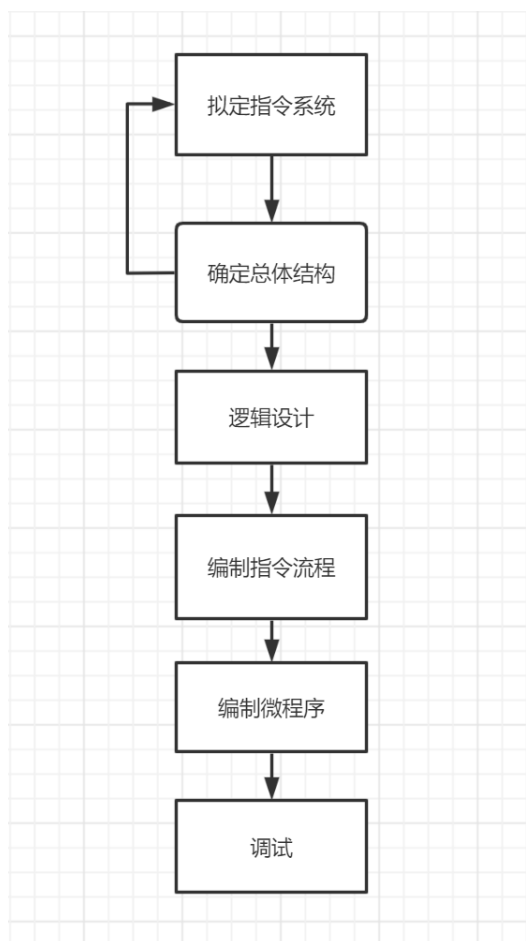 拟定指令系统
确定总体结构
逻辑设计
编制指令流程
编制微程序
调试